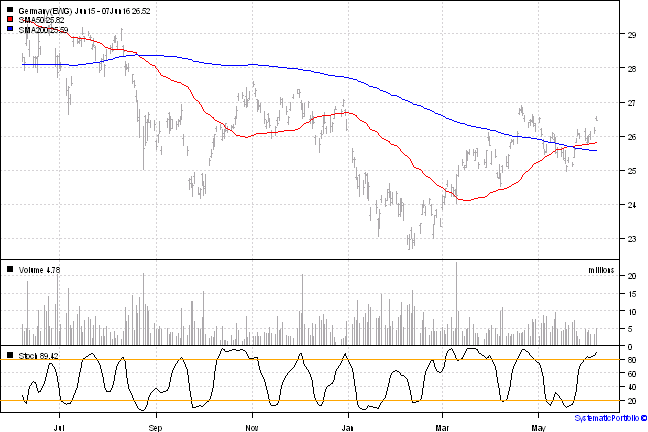 Germany(EWG) Jun 15 - 07Jun16 26.52
SMA50:25.82
SMA200:25.59
29
28
27
26
25
24
23
Volume 4.78
millions
20
15
10
5
0
Stoch 89.42
80
60
40
20
Jul
Sep
Nov
Jan
Mar
May
SystematicPortfolio ©